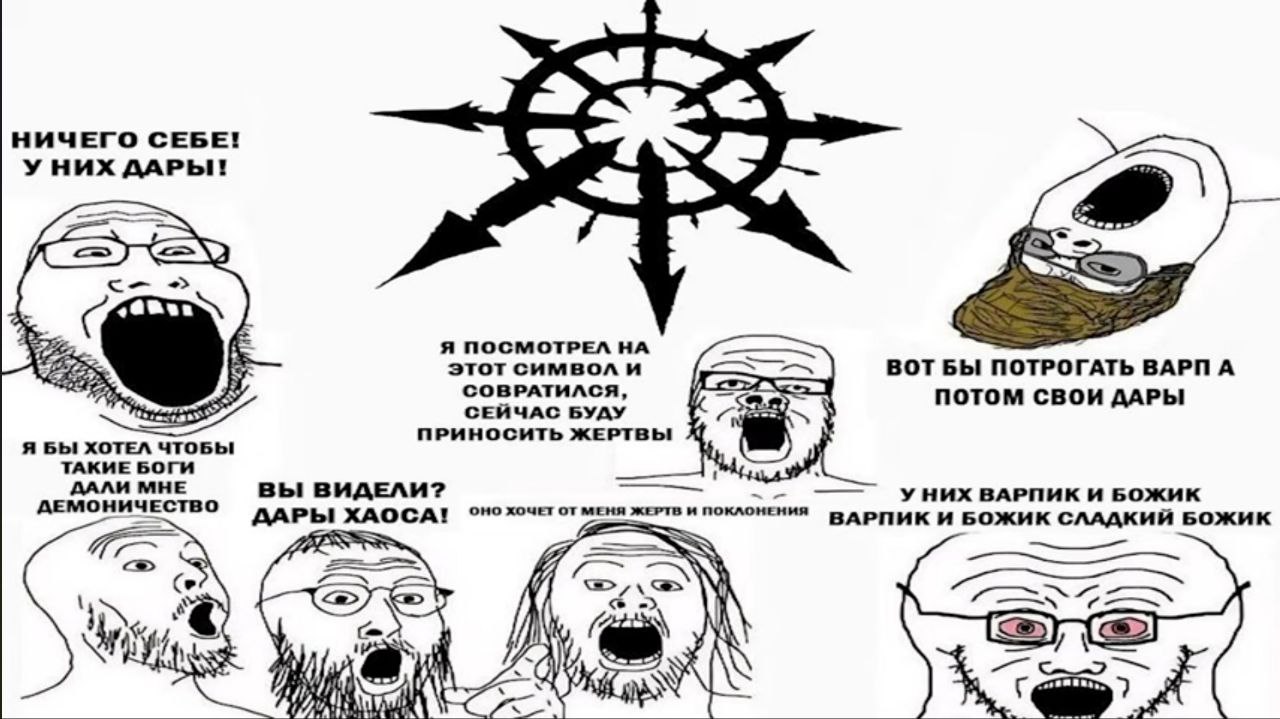 НИЧЕГО СЕБЕ!
У НИХ ДАРЫ!
Я ПОСМОТРЕЛ НА
ЭТОТ СИМВОЛ И
СОВРАТИЛСЯ,
СЕЙЧАС БУДУ
ПРИНОСИТЬ ЖЕРТВЫ
ВОТ БЫ ПОТРОГАТЬ ВАРП А
ПОТОМ СВОИ ДАРЫ
Я БЫ ХОТЕЛ ЧТОБЫ
ТАКИЕ БОГИ
ДАЛИ МНЕ
ДЕМОНИЧЕСТВО
ВЫ ВИДЕЛИ?
ДАРЫ ХАОСА!
ОНО ХОЧЕТ ОТ МЕНЯ ЖЕРТВ И ПОКЛОНЕНИЯ
У НИХ ВАРПИК И БОЖИК
ВАРПИК И БОЖИК СЛАДКИЙ БОЖИК